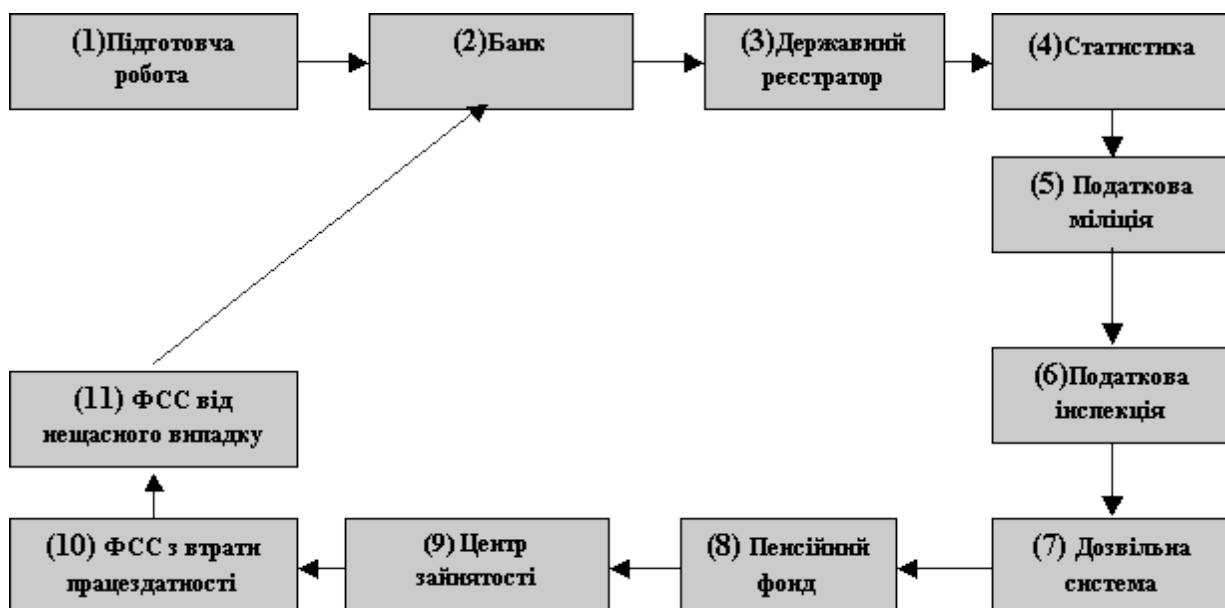 (1)Підготовча
робота
(2)Банк
(3)Державний
реєстратор
(4)Статистика
(5) Податкова
міліція
(6)Податкова
інспекція
(7) Дозвільна
система
(8) Пенсійний
фонд
(9) Центр
зайнятості
(10) ФСС з втрати
працездатності
(11) ФСС від
нещасного випадку